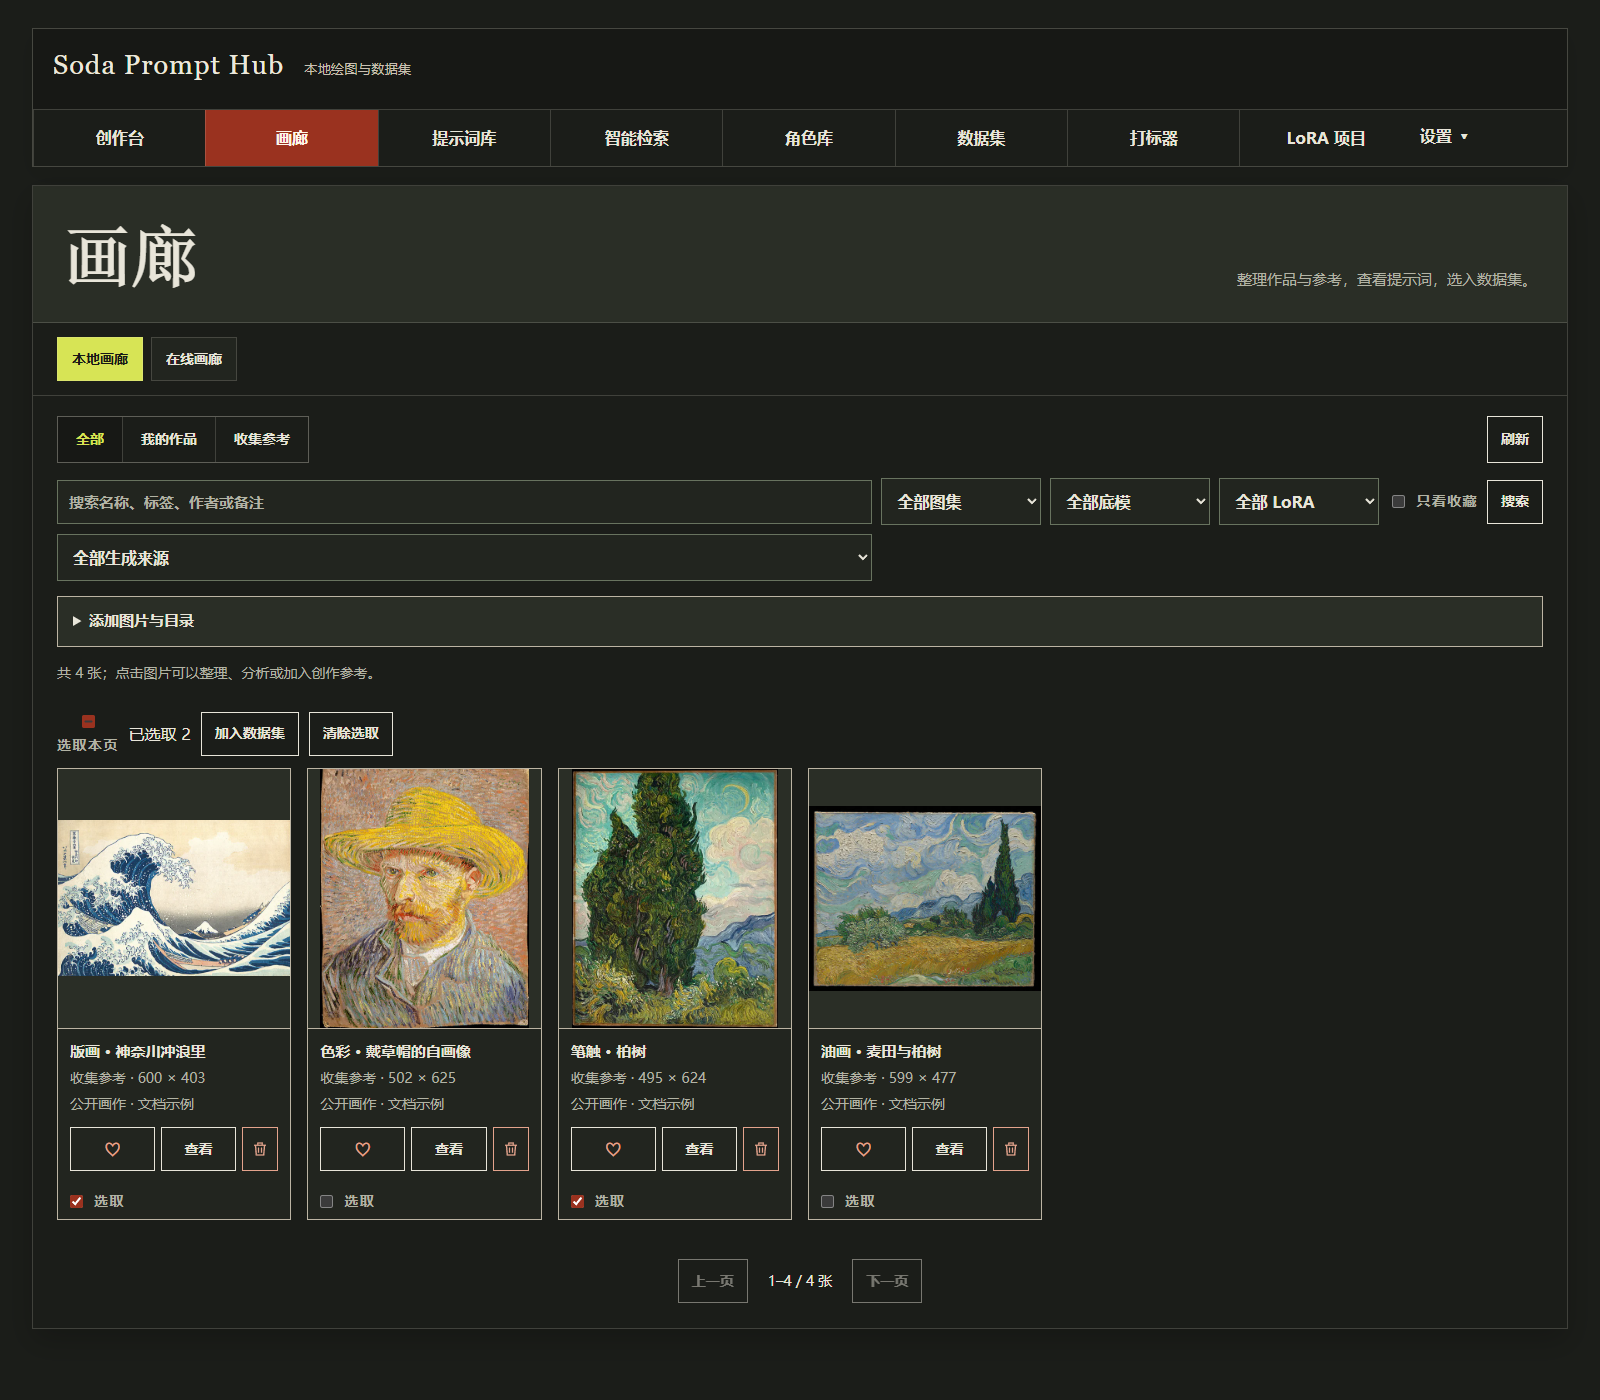 Soda Prompt Hub 本地绘图与数据集
创作台 画廊 提示词库 智能检索 角色库 数据集 打标器 LoRA 项目 设置
画廊
整理作品与参考，查看提示词，选入数据集。
本地画廊 在线画廊
全部 我的作品 收集参考 刷新
搜索名称、标签、作者或备注 全部图集 全部底模 全部 LoRA 只看收藏 搜索
全部生成来源
添加图片与目录
共 4 张；点击图片可以整理、分析或加入创作参考。
选取本页 已选取 2 加入数据集 清除选取
版画 • 神奈川冲浪里
收集参考 · 600 × 403
公开画作 · 文档示例
查看
选取
色彩 • 戴草帽的自画像
收集参考 · 502 × 625
公开画作 · 文档示例
查看
选取
笔触 • 柏树
收集参考 · 495 × 624
公开画作 · 文档示例
查看
选取
油画 • 麦田与柏树
收集参考 · 599 × 477
公开画作 · 文档示例
查看
选取
上一页 1–4 / 4 张 下一页